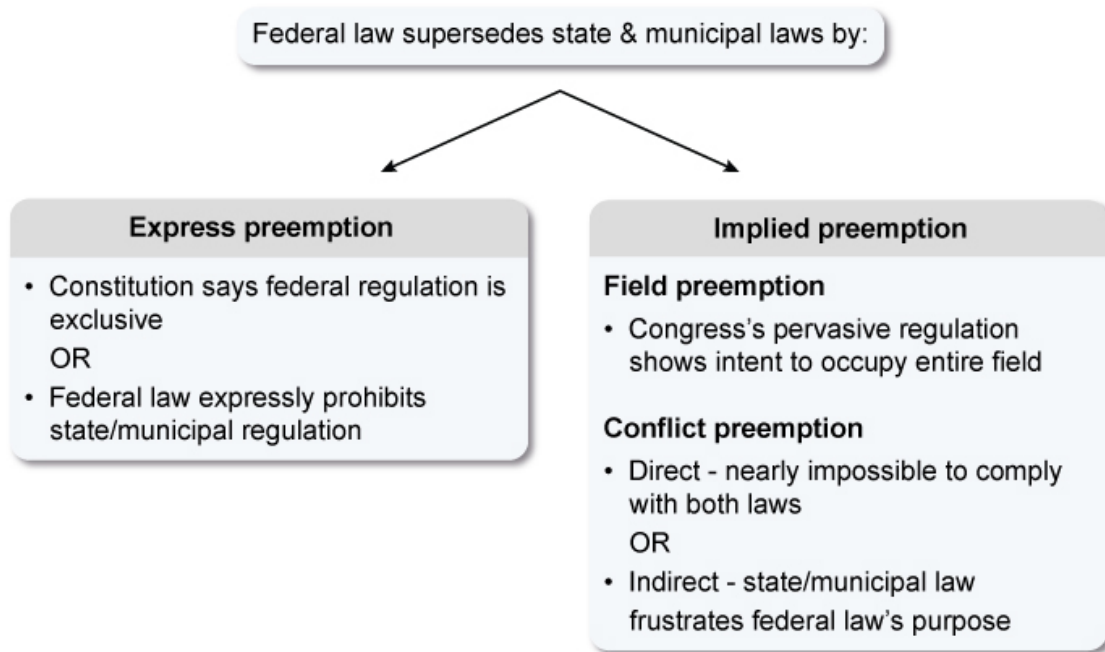 Federal law supersedes state & municipal laws by:
Express preemption
• Constitution says federal regulation is
exclusive
OR
• Federal law expressly prohibits
state/municipal regulation
Implied preemption
Field preemption
• Congress’s pervasive regulation
shows intent to occupy entire field
Conflict preemption
• Direct - nearly impossible to comply
with both laws
OR
• Indirect - state/municipal law
frustrates federal law’s purpose